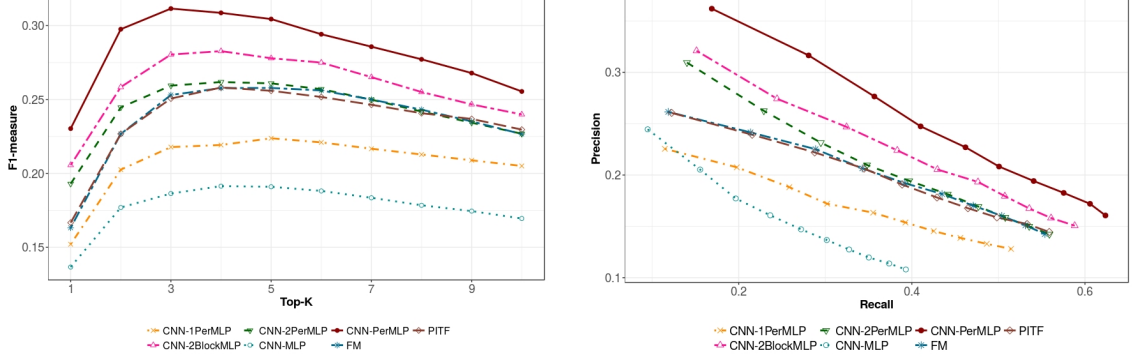 F1-measure
0.30
0.25
0.20
0.15
1 3 5 7 9
Top-K
CNN-1PerMLP CNN-2PerMLP CNN-PerMLP PITF
CNN-2BlockMLP CNN-MLP FM
Precision
0.3
0.2
0.1
0.2 0.4 0.6
Recall
CNN-1PerMLP CNN-2PerMLP CNN-PerMLP PITF
CNN-2BlockMLP CNN-MLP FM